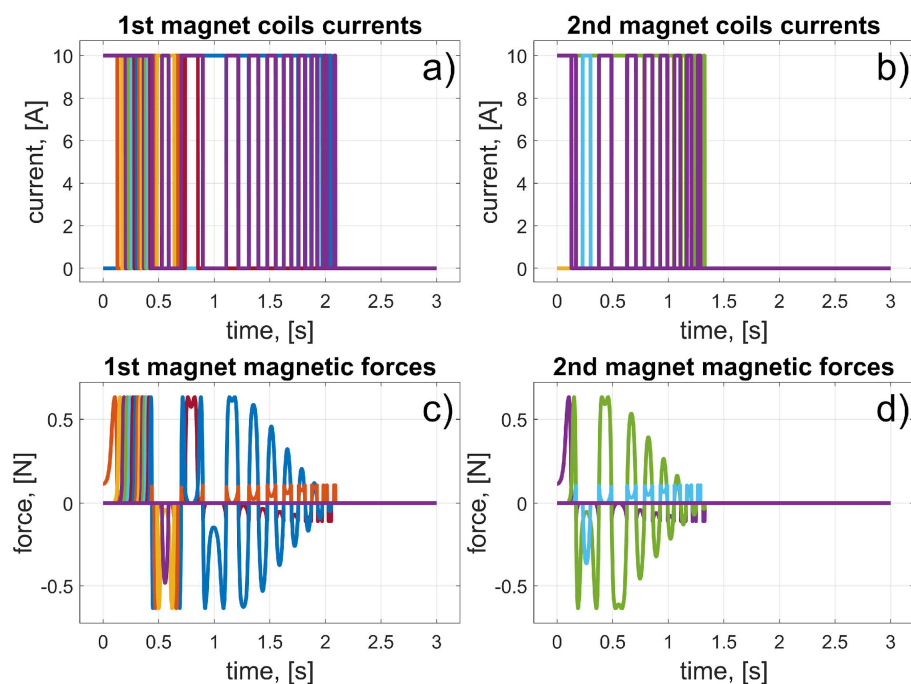 1st magnet coils currents
2nd magnet coils currents
a)
b)
10
8
6
4
2
0
current, [A]
0 0.5 1 1.5 2 2.5 3
time, [s]
10
8
6
4
2
0
current, [A]
0 0.5 1 1.5 2 2.5 3
time, [s]
1st magnet magnetic forces
2nd magnet magnetic forces
c)
d)
0.5
0
-0.5
force, [N]
0 0.5 1 1.5 2 2.5 3
time, [s]
0.5
0
-0.5
force, [N]
0 0.5 1 1.5 2 2.5 3
time, [s]